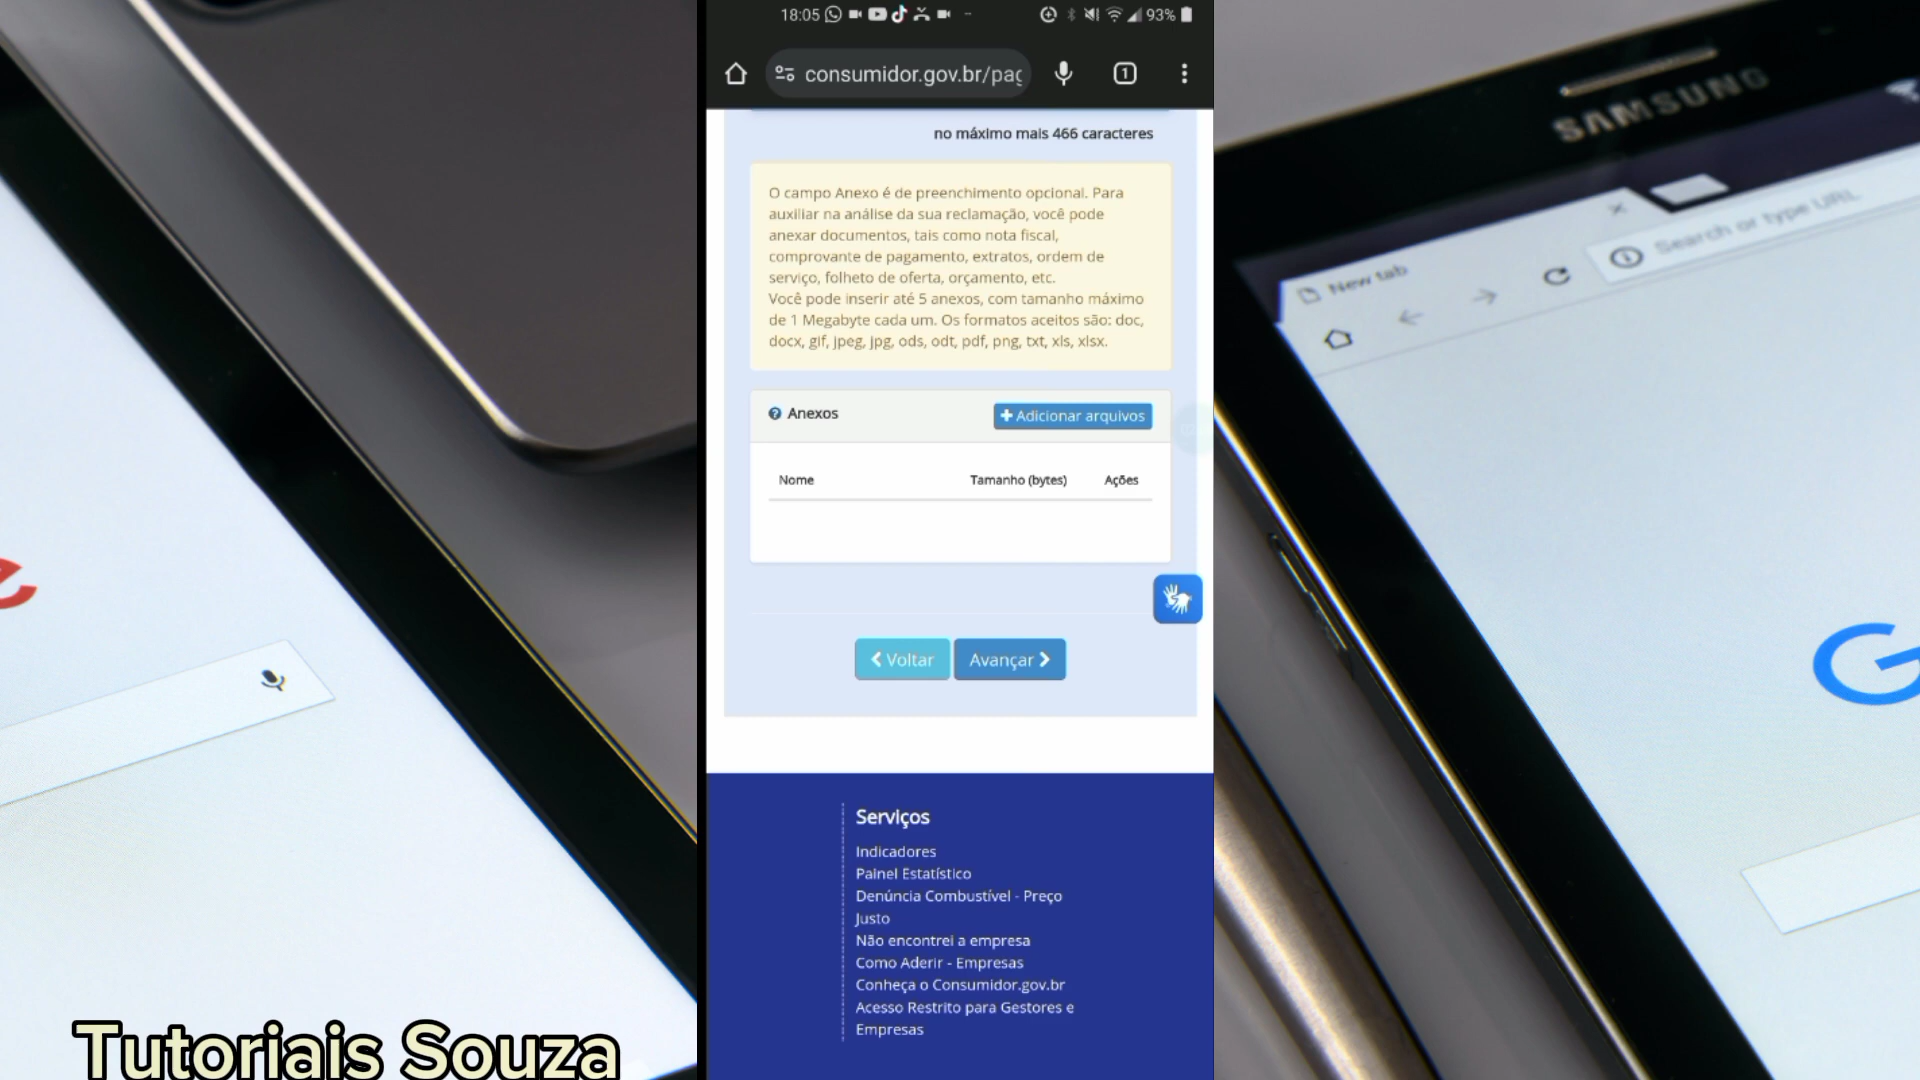 18:05
93%
consumidor.gov.br/pag
1
no máximo mais 466 caracteres
O campo Anexo é de preenchimento opcional. Para
auxiliar na análise da sua reclamação, você pode
anexar documentos, tais como nota fiscal,
comprovante de pagamento, extratos, ordem de
serviço, folheto de oferta, orçamento, etc.
Você pode inserir até 5 anexos, com tamanho máximo
de 1 Megabyte cada um. Os formatos aceitos são: doc,
docx, gif, jpeg, jpg, ods, odt, pdf, png, txt, xls, xlsx.
Anexos
Adicionar arquivos
Nome Tamanho (bytes) Ações
Voltar
Avançar
Serviços
Indicadores
Painel Estatístico
Denúncia Combustível - Preço
Justo
Não encontrei a empresa
Como Aderir - Empresas
Conheça o Consumidor.gov.br
Acesso Restrito para Gestores e
Empresas
SAMSUNG
New tab
Search or type URL
G
e
Tutoriais Souza